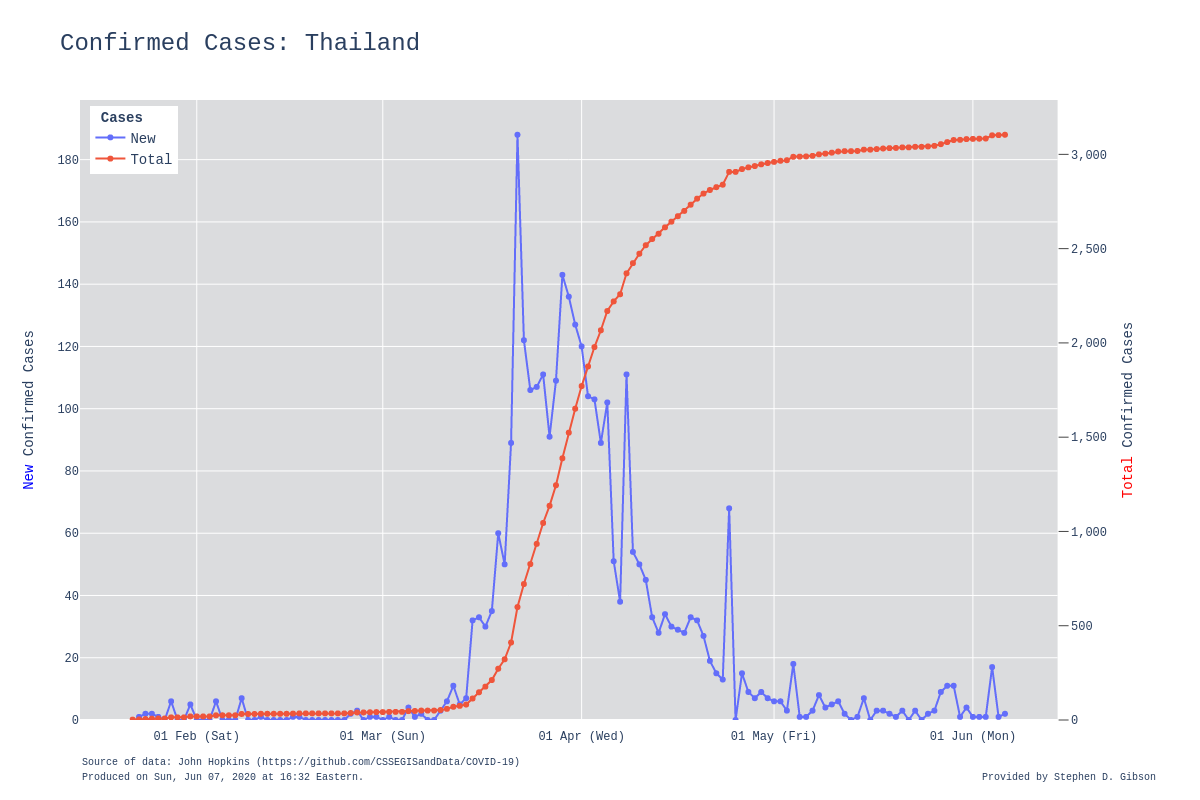 Confirmed Cases: Thailand
Cases
New
Total
180
160
140
120
100
80
60
40
20
0
3,000
2,500
2,000
1,500
1,000
500
0
New Confirmed Cases
Total Confirmed Cases
01 Feb (Sat)
01 Mar (Sun)
01 Apr (Wed)
01 May (Fri)
01 Jun (Mon)
Source of data: John Hopkins (https://github.com/CSSEGISandData/COVID-19)
Produced on Sun, Jun 07, 2020 at 16:32 Eastern.
Provided by Stephen D. Gibson